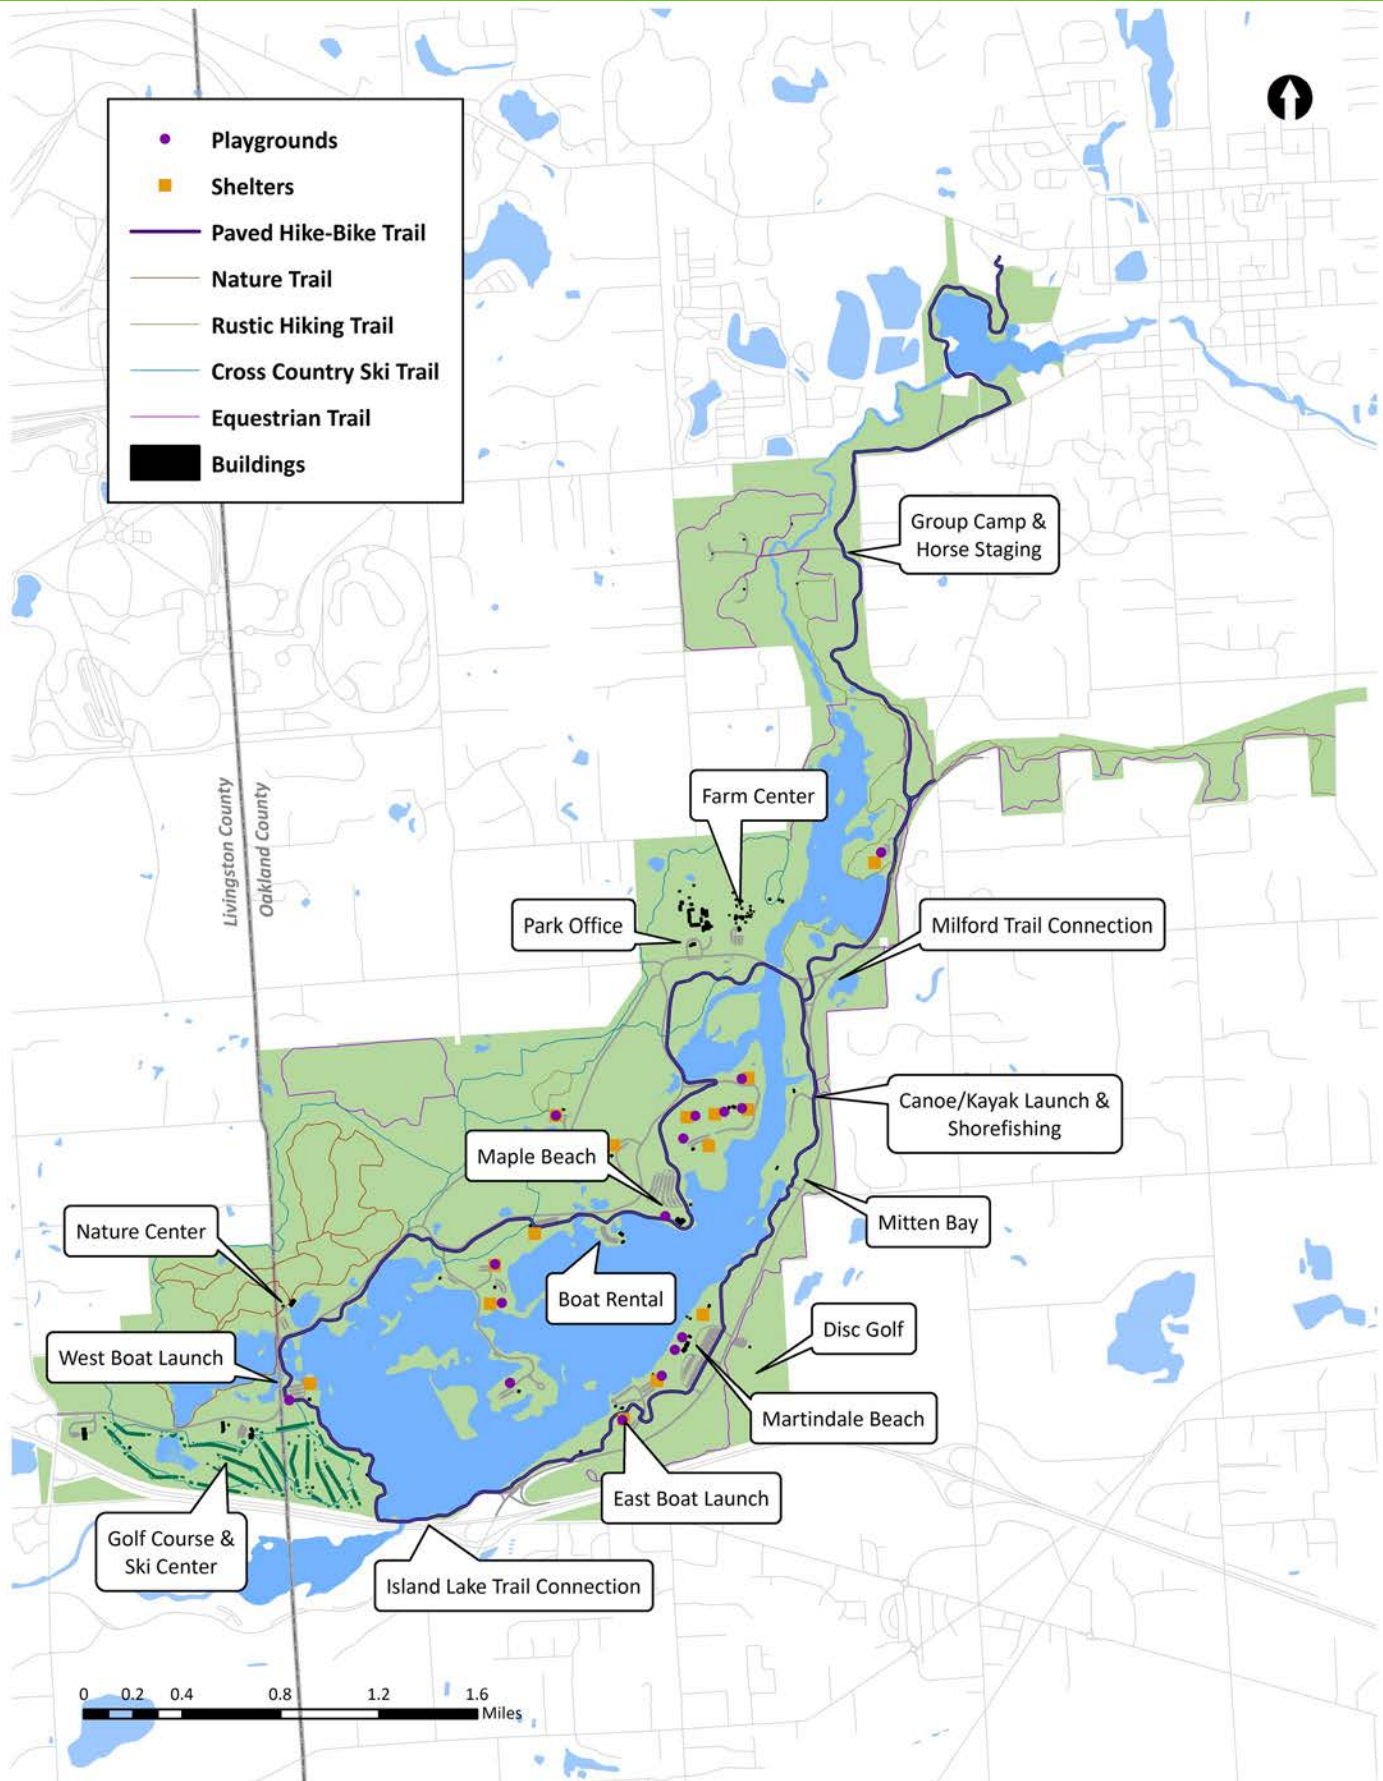 Playgrounds
Shelters
Paved Hike-Bike Trail
Nature Trail
Rustic Hiking Trail
Cross Country Ski Trail
Equestrian Trail
Buildings
Group Camp &
Horse Staging
Livingston County
Oakland County
Farm Center
Park Office
Milford Trail Connection
Canoe/Kayak Launch &
Shorefishing
Maple Beach
Mitten Bay
Nature Center
Boat Rental
Disc Golf
West Boat Launch
Martindale Beach
East Boat Launch
Golf Course &
Ski Center
Island Lake Trail Connection
0 0.2 0.4 0.8 1.2 1.6
Miles